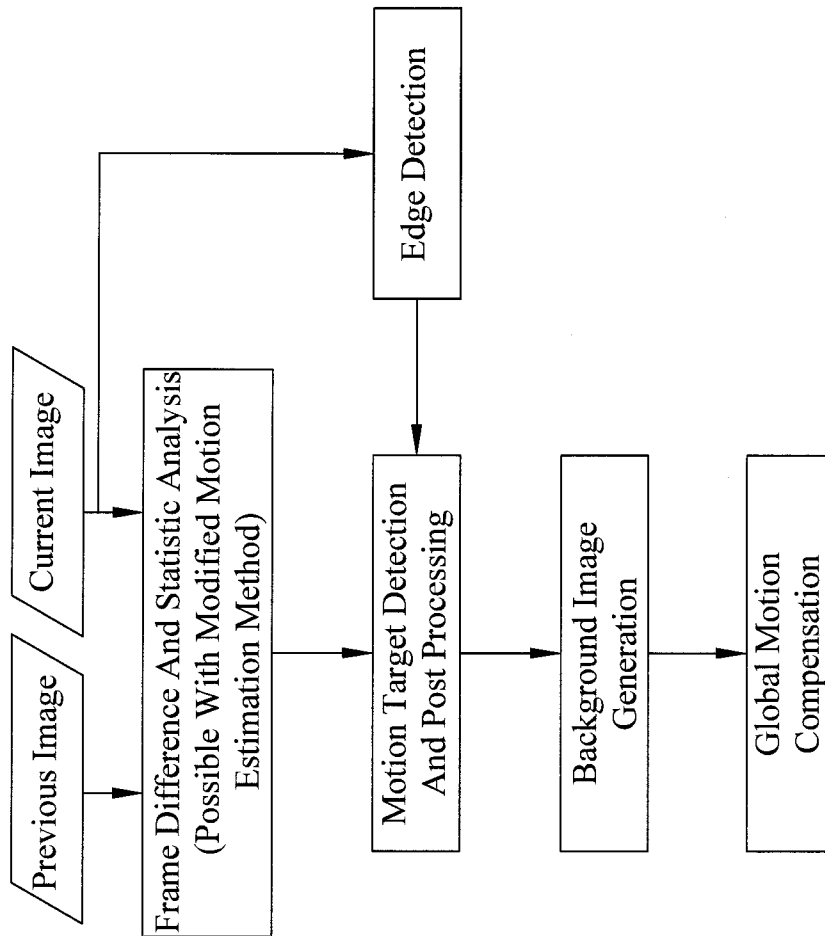 Previous Image
Current Image
Frame Difference And Statistic Analysis
(Possible With Modified Motion
Estimation Method)
Edge Detection
Motion Target Detection
And Post Processing
Background Image
Generation
Global Motion
Compensation